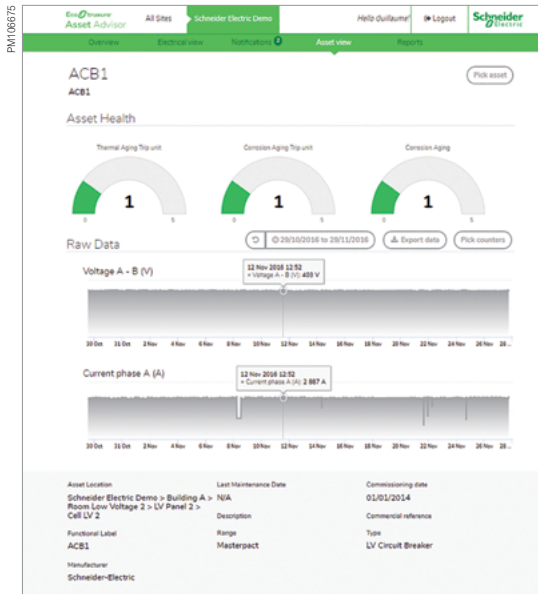 PM106675
EcoStruxure
Asset Advisor
All Sites
Schneider Electric Demo
Hello Guillaume!
Logout
Schneider
Electric
Overview
Electrical view
Notifications 2
Asset view
Reports
ACB1
ACB1
Pick asset
Asset Health
Thermal Aging Trip unit
Corrosion Aging Trip unit
Corrosion Aging
1
1
1
0 5
0 5
0 5
Raw Data
29/10/2016 to 29/11/2016
Export data
Pick counters
Voltage A - B (V)
12 Nov 2016 12:52
Voltage A - B (V): 403 V
30 Oct 31 Oct 2 Nov 4 Nov 6 Nov 8 Nov 10 Nov 12 Nov 14 Nov 16 Nov 18 Nov 20 Nov 22 Nov 24 Nov 26 Nov 28...
Current phase A (A)
12 Nov 2016 12:52
Current phase A (A): 2 667 A
30 Oct 31 Oct 2 Nov 4 Nov 6 Nov 8 Nov 10 Nov 12 Nov 14 Nov 16 Nov 18 Nov 20 Nov 22 Nov 24 Nov 26 Nov 28...
Asset Location
Schneider Electric Demo > Building A >
Room Low Voltage 2 > LV Panel 2 >
Cell LV 2
Functional Label
ACB1
Manufacturer
Schneider-Electric
Last Maintenance Date
N/A
Description
Range
Masterpact
Commissioning date
01/01/2014
Commercial reference
Type
LV Circuit Breaker